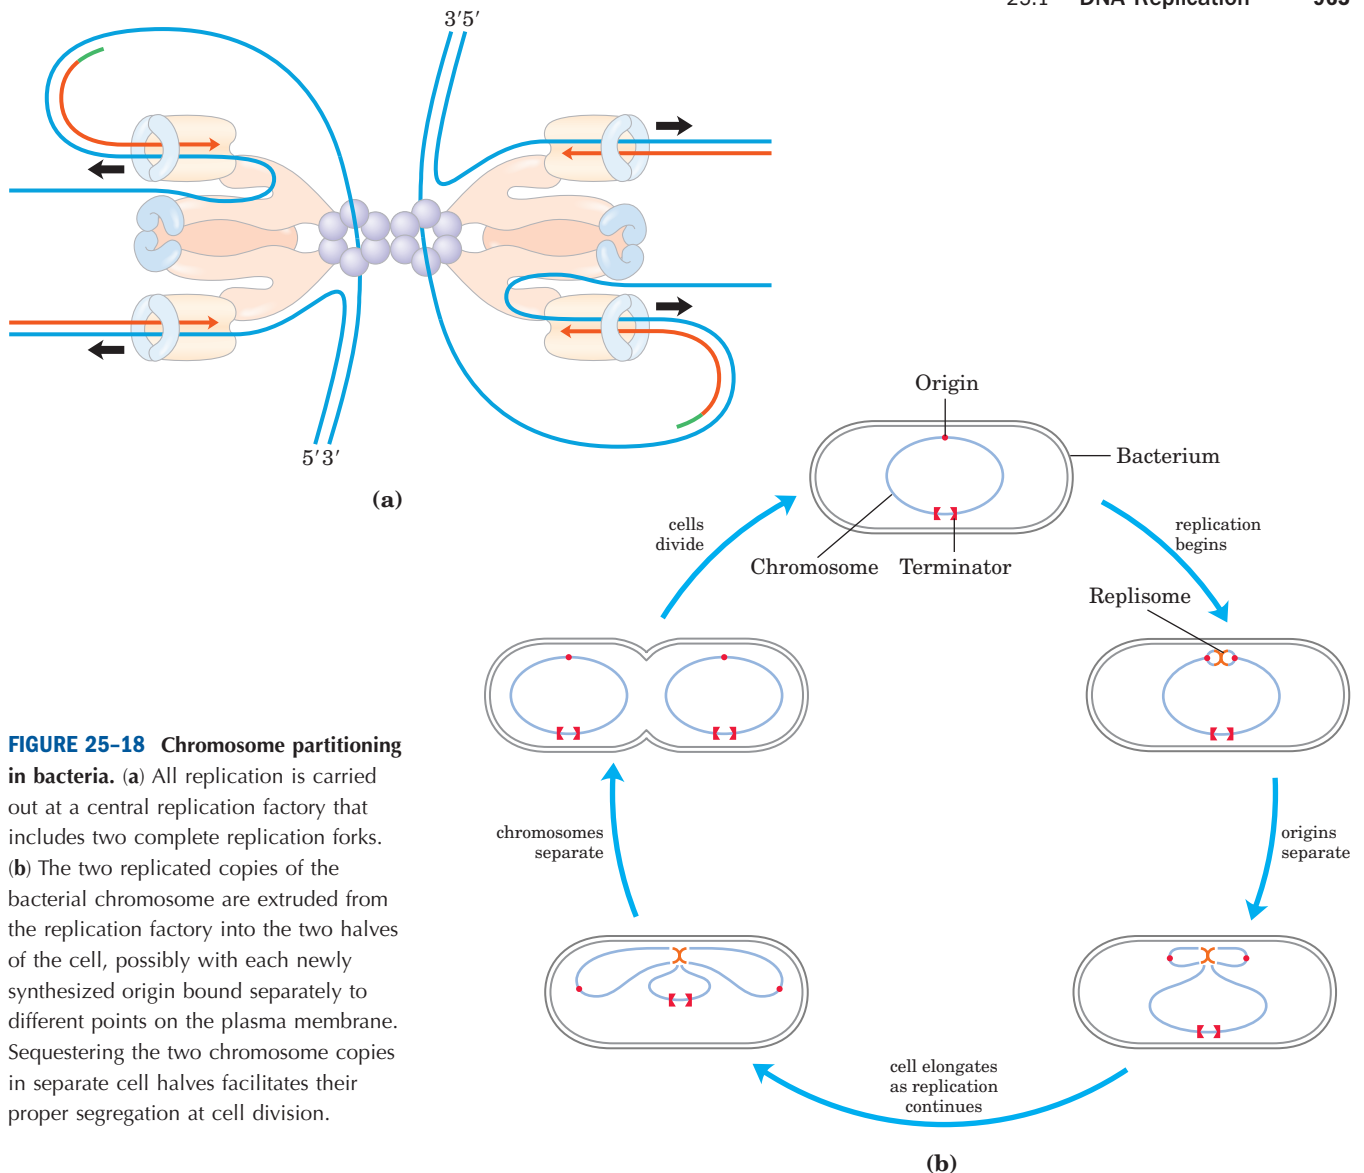 25.1 DNA Replication 963
3′5′
5′3′
(a)
Origin
Bacterium
cells
divide
replication
begins
Chromosome Terminator
Replisome
FIGURE 25–18 Chromosome partitioning
in bacteria. (a) All replication is carried
out at a central replication factory that
includes two complete replication forks.
(b) The two replicated copies of the
bacterial chromosome are extruded from
the replication factory into the two halves
of the cell, possibly with each newly
synthesized origin bound separately to
different points on the plasma membrane.
Sequestering the two chromosome copies
in separate cell halves facilitates their
proper segregation at cell division.
chromosomes
separate
origins
separate
cell elongates
as replication
continues
(b)